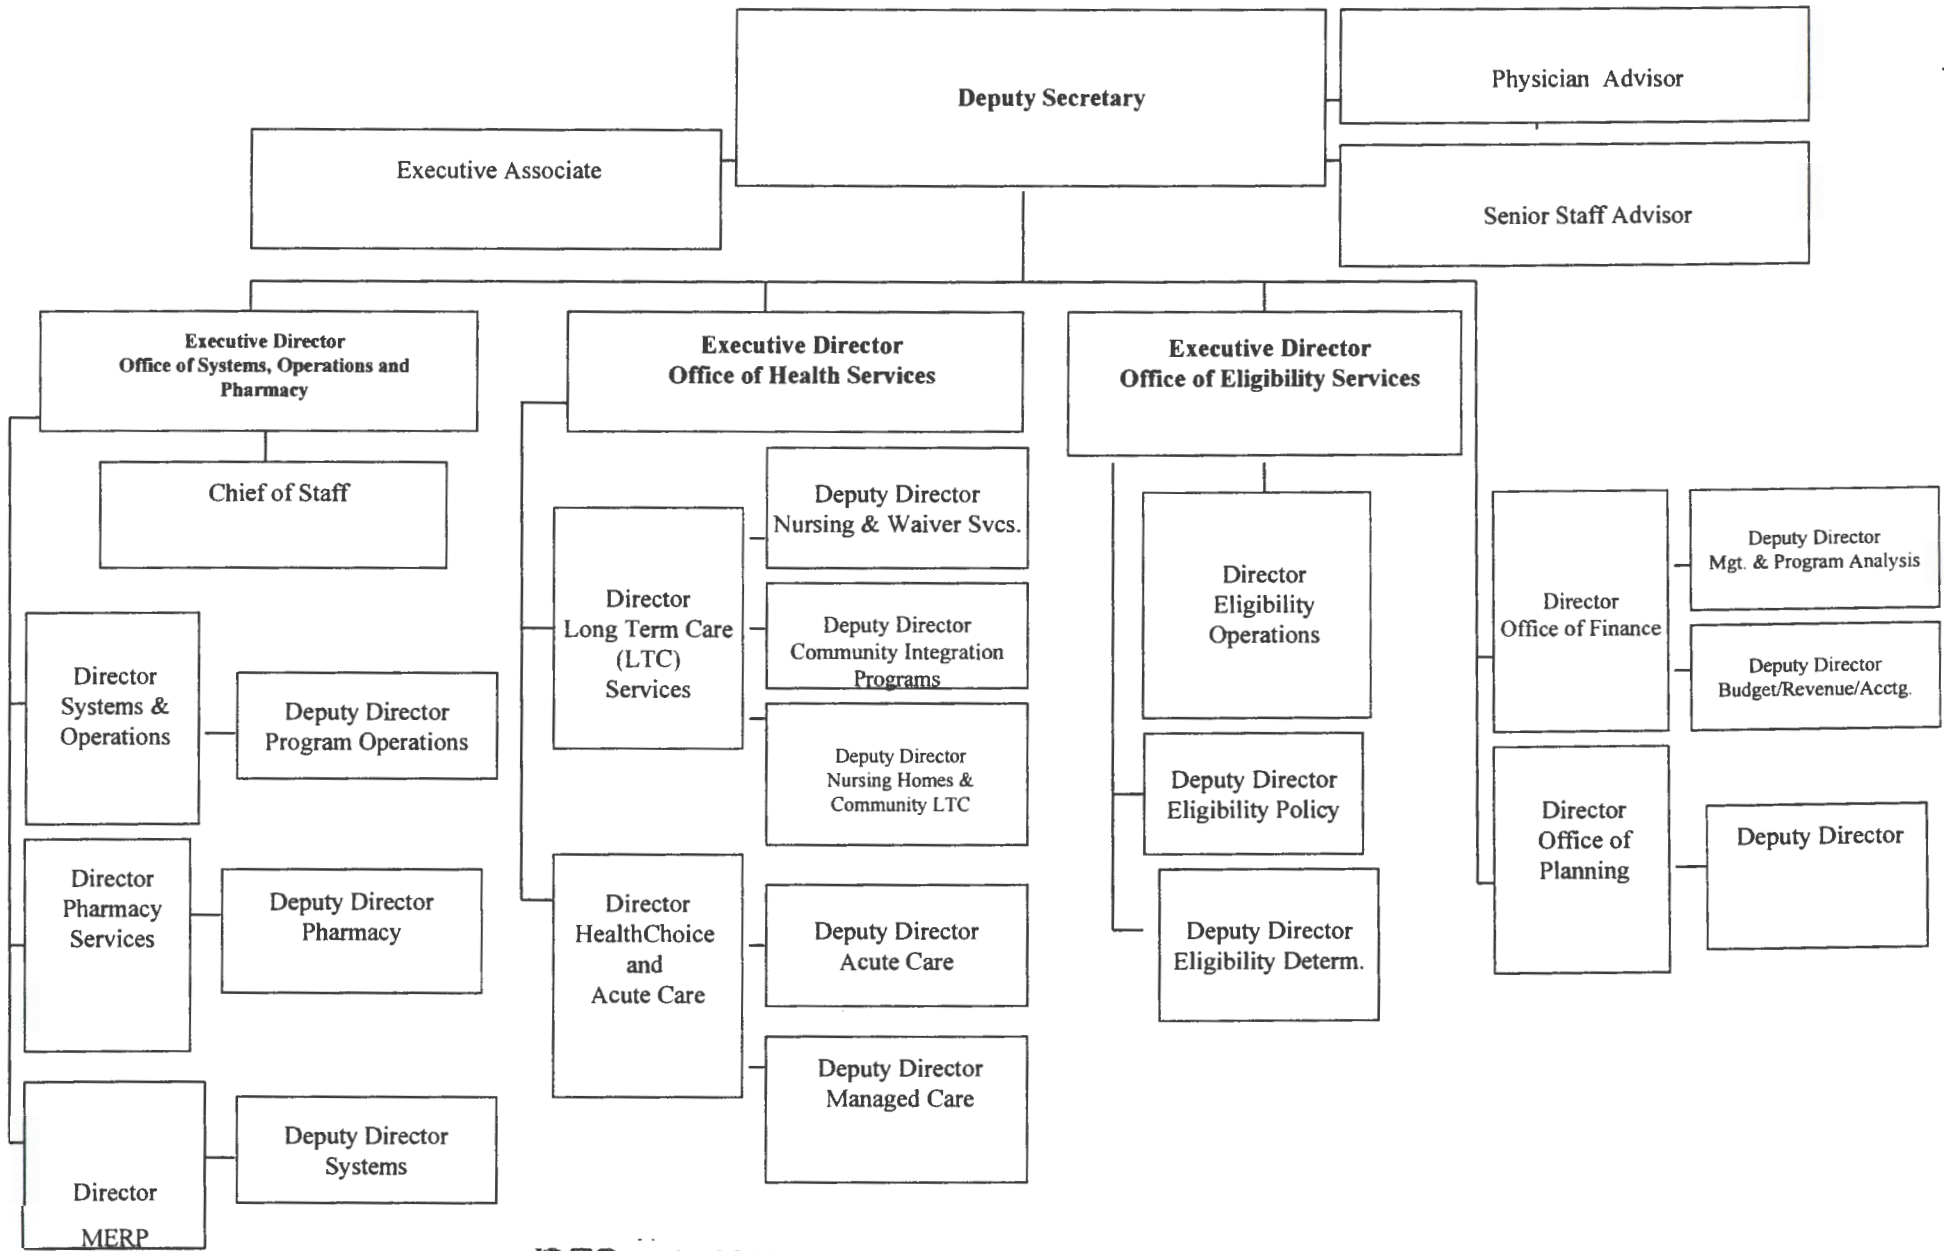 Deputy Secretary
Physician Advisor
Executive Associate
Senior Staff Advisor
Executive Director
Office of Systems, Operations and
Pharmacy
Executive Director
Office of Health Services
Executive Director
Office of Eligibility Services
Chief of Staff
Deputy Director
Nursing & Waiver Svcs.
Director
Long Term Care
(LTC)
Services
Deputy Director
Community Integration
Programs
Deputy Director
Nursing Homes &
Community LTC
Director
Eligibility
Operations
Director
Office of Finance
Deputy Director
Mgt. & Program Analysis
Deputy Director
Budget/Revenue/Acctg.
Director
Systems &
Operations
Deputy Director
Program Operations
Deputy Director
Eligibility Policy
Director
Office of
Planning
Deputy Director
Director
Pharmacy
Services
Deputy Director
Pharmacy
Director
HealthChoice
and
Acute Care
Deputy Director
Acute Care
Deputy Director
Eligibility Determ.
Deputy Director
Managed Care
Director
MERP
Deputy Director
Systems